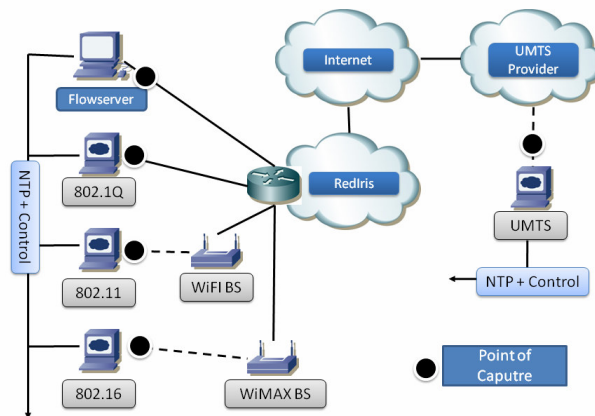 Internet
UMTS
Provider
Flowserver
NTP + Control
802.1Q
RedIris
UMTS
802.11
WiFI BS
NTP + Control
802.16
WiMAX BS
Point of
Caputre